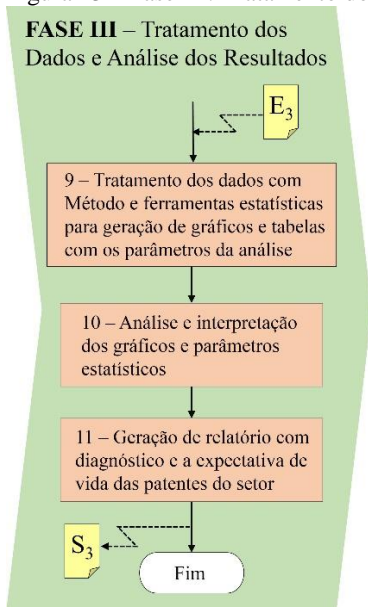 FASE III – Tratamento dos
Dados e Análise dos Resultados
E3
9 – Tratamento dos dados com
Método e ferramentas estatísticas
para geração de gráficos e tabelas
com os parâmetros da análise
10 – Análise e interpretação
dos gráficos e parâmetros
estatísticos
11 – Geração de relatório com
diagnóstico e a expectativa de
vida das patentes do setor
S3
Fim